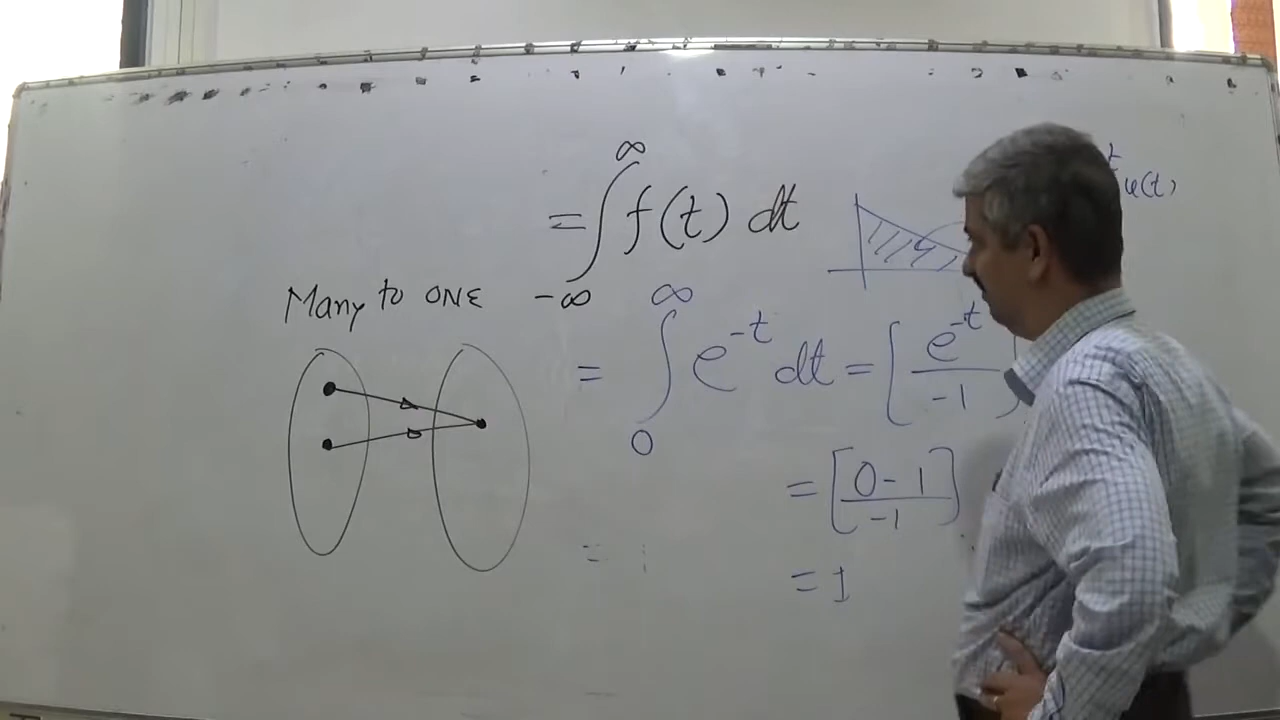 = ∫_{-∞}^{∞} f(t) dt
t u(t)
Many to ONE
= ∫_{0}^{∞} e^{-t} dt = [e^{-t}/-1]
= [0-1/-1]
= 1